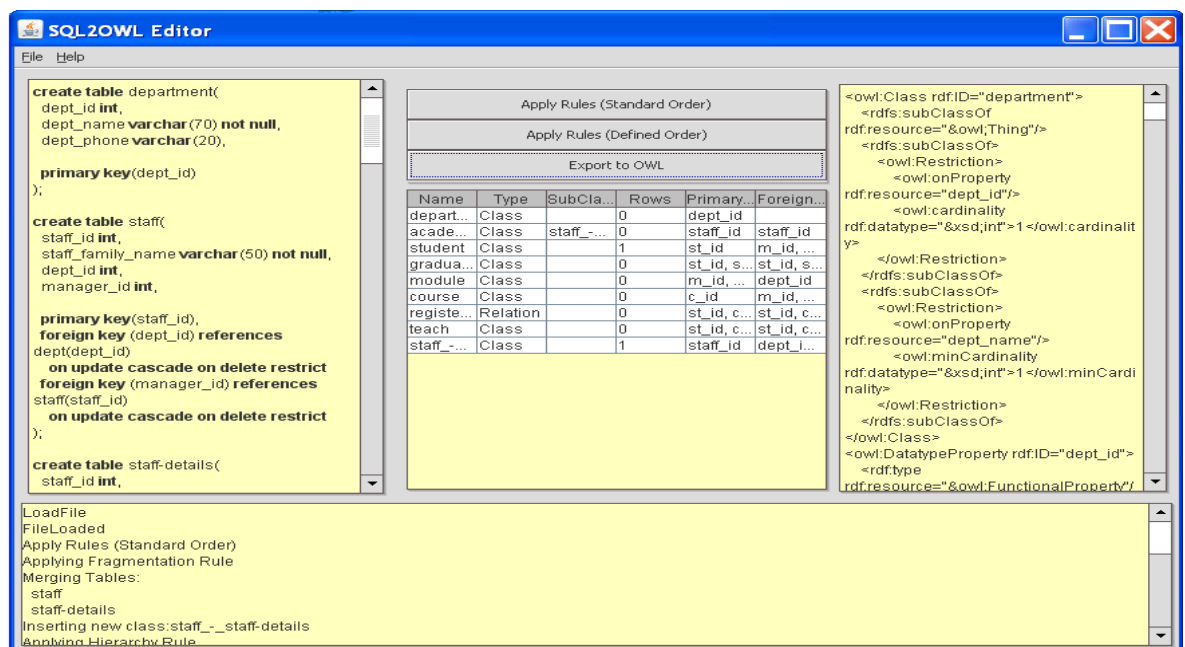 SQL2OWL Editor
File Help
create table department(
dept_id int,
dept_name varchar(70) not null,
dept_phone varchar(20),
primary key(dept_id)
);
create table staff(
staff_id int,
staff_family_name varchar(50) not null,
dept_id int,
manager_id int,
primary key(staff_id),
foreign key (dept_id) references
dept(dept_id)
on update cascade on delete restrict
foreign key (manager_id) references
staff(staff_id)
on update cascade on delete restrict
);
create table staff-details(
staff_id int,
Apply Rules (Standard Order)
Apply Rules (Defined Order)
Export to OWL
Name Type SubCla... Rows Primary... Foreign...
depart... Class 0 dept_id
acade... Class staff_-... 0 staff_id staff_id
student Class 1 st_id m_id, ...
gradua... Class 0 st_id, s... st_id, s...
module Class 0 m_id, ... dept_id
course Class 0 c_id m_id, ...
registe... Relation 0 st_id, c... st_id, c...
teach Class 0 st_id, c... st_id, c...
staff_-... Class 1 staff_id dept_i...
<owl:Class rdf:ID="department">
<rdfs:subClassOf
rdf:resource="&owl;Thing"/>
<rdfs:subClassOf>
<owl:Restriction>
<owl:onProperty
rdf:resource="dept_id"/>
<owl:cardinality
rdf:datatype="&xsd;int">1</owl:cardinalit
y>
</owl:Restriction>
</rdfs:subClassOf>
<rdfs:subClassOf>
<owl:Restriction>
<owl:onProperty
rdf:resource="dept_name"/>
<owl:minCardinality
rdf:datatype="&xsd;int">1</owl:minCardi
nality>
</owl:Restriction>
</rdfs:subClassOf>
</owl:Class>
<owl:DatatypeProperty rdf:ID="dept_id">
<rdf:type
rdf:resource="&owl;FunctionalProperty"/
LoadFile
FileLoaded
Apply Rules (Standard Order)
Applying Fragmentation Rule
Merging Tables:
staff
staff-details
Inserting new class:staff_-_staff-details
Applying Hierarchy Rule